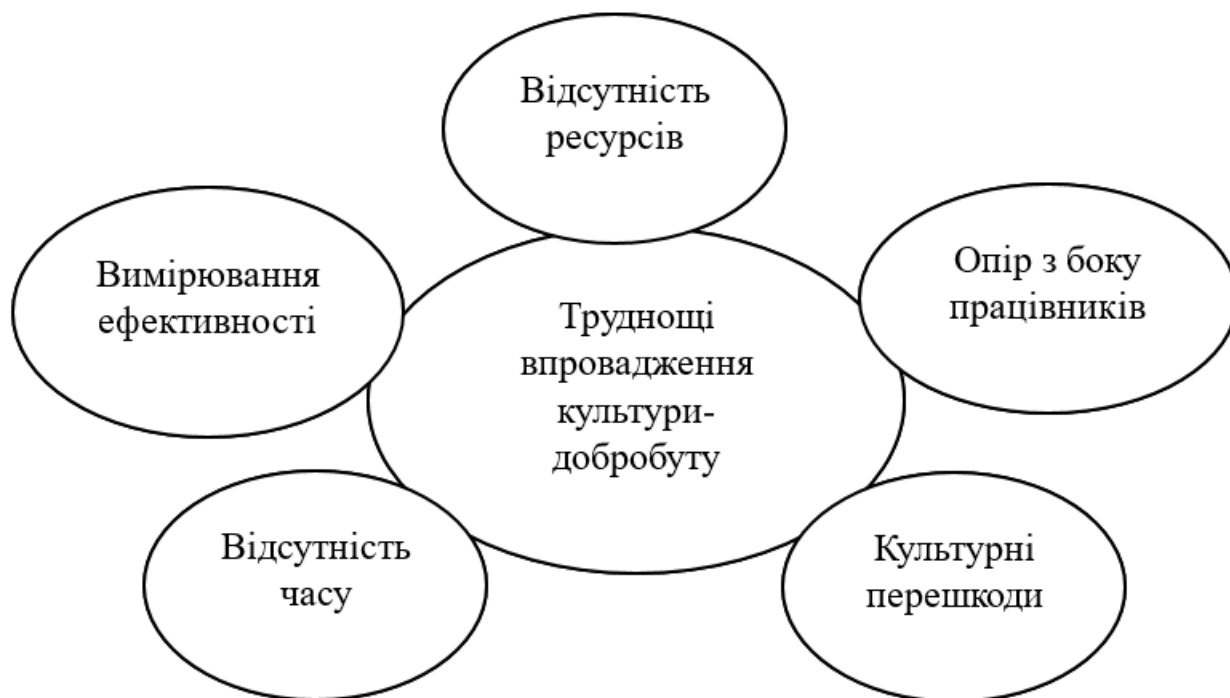 Відсутність
ресурсів
Вимірювання
ефективності
Опір з боку
працівників
Труднощі
впровадження
культури-
добробуту
Відсутність
часу
Культурні
перешкоди